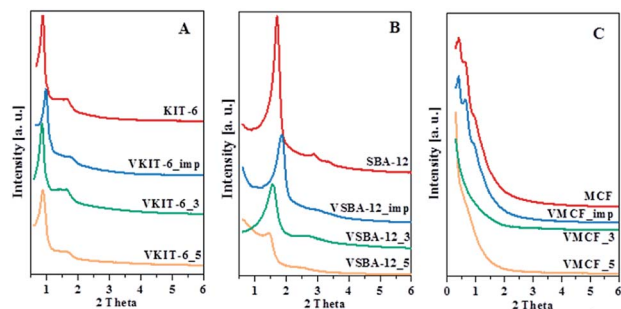 A
Intensity [a. u.]
KIT-6
VKIT-6_imp
VKIT-6_3
VKIT-6_5
1 2 3 4 5 6
2 Theta
B
Intensity [a. u.]
SBA-12
VSBA-12_imp
VSBA-12_3
VSBA-12_5
1 2 3 4 5 6
2 Theta
C
Intensity [a. u.]
MCF
VMCF_imp
VMCF_3
VMCF_5
0 1 2 3 4 5 6
2 Theta